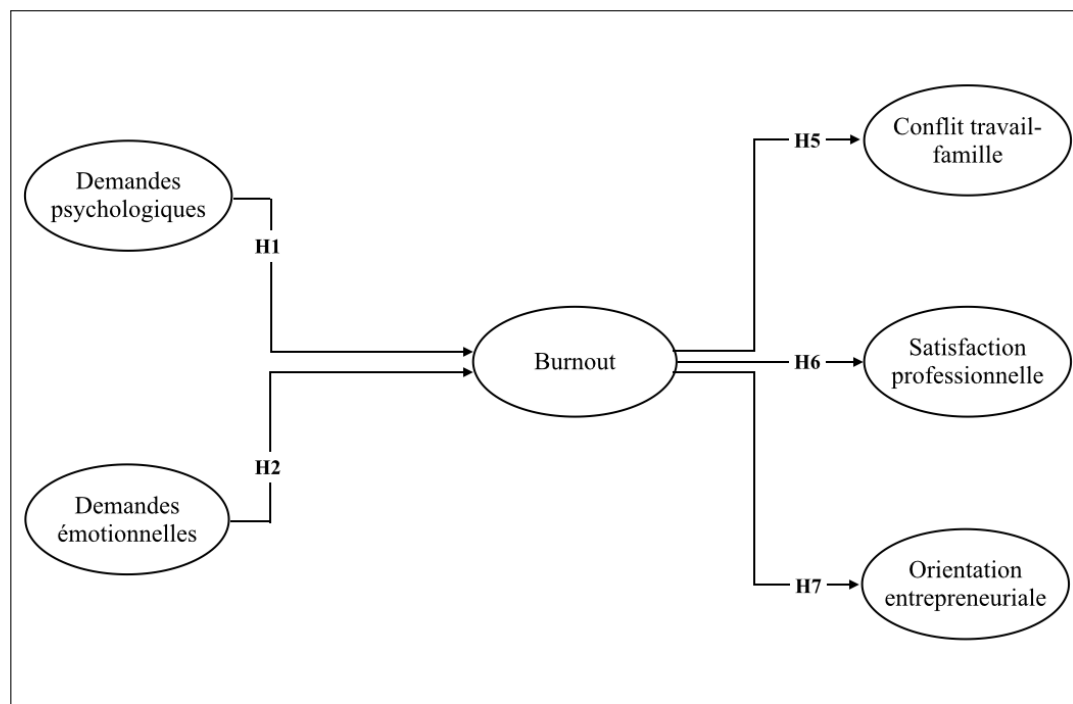 Demandes
psychologiques
H1
H2
Demandes
émotionnelles
Burnout
H5
Conflit travail-
famille
H6
Satisfaction
professionnelle
H7
Orientation
entrepreneuriale